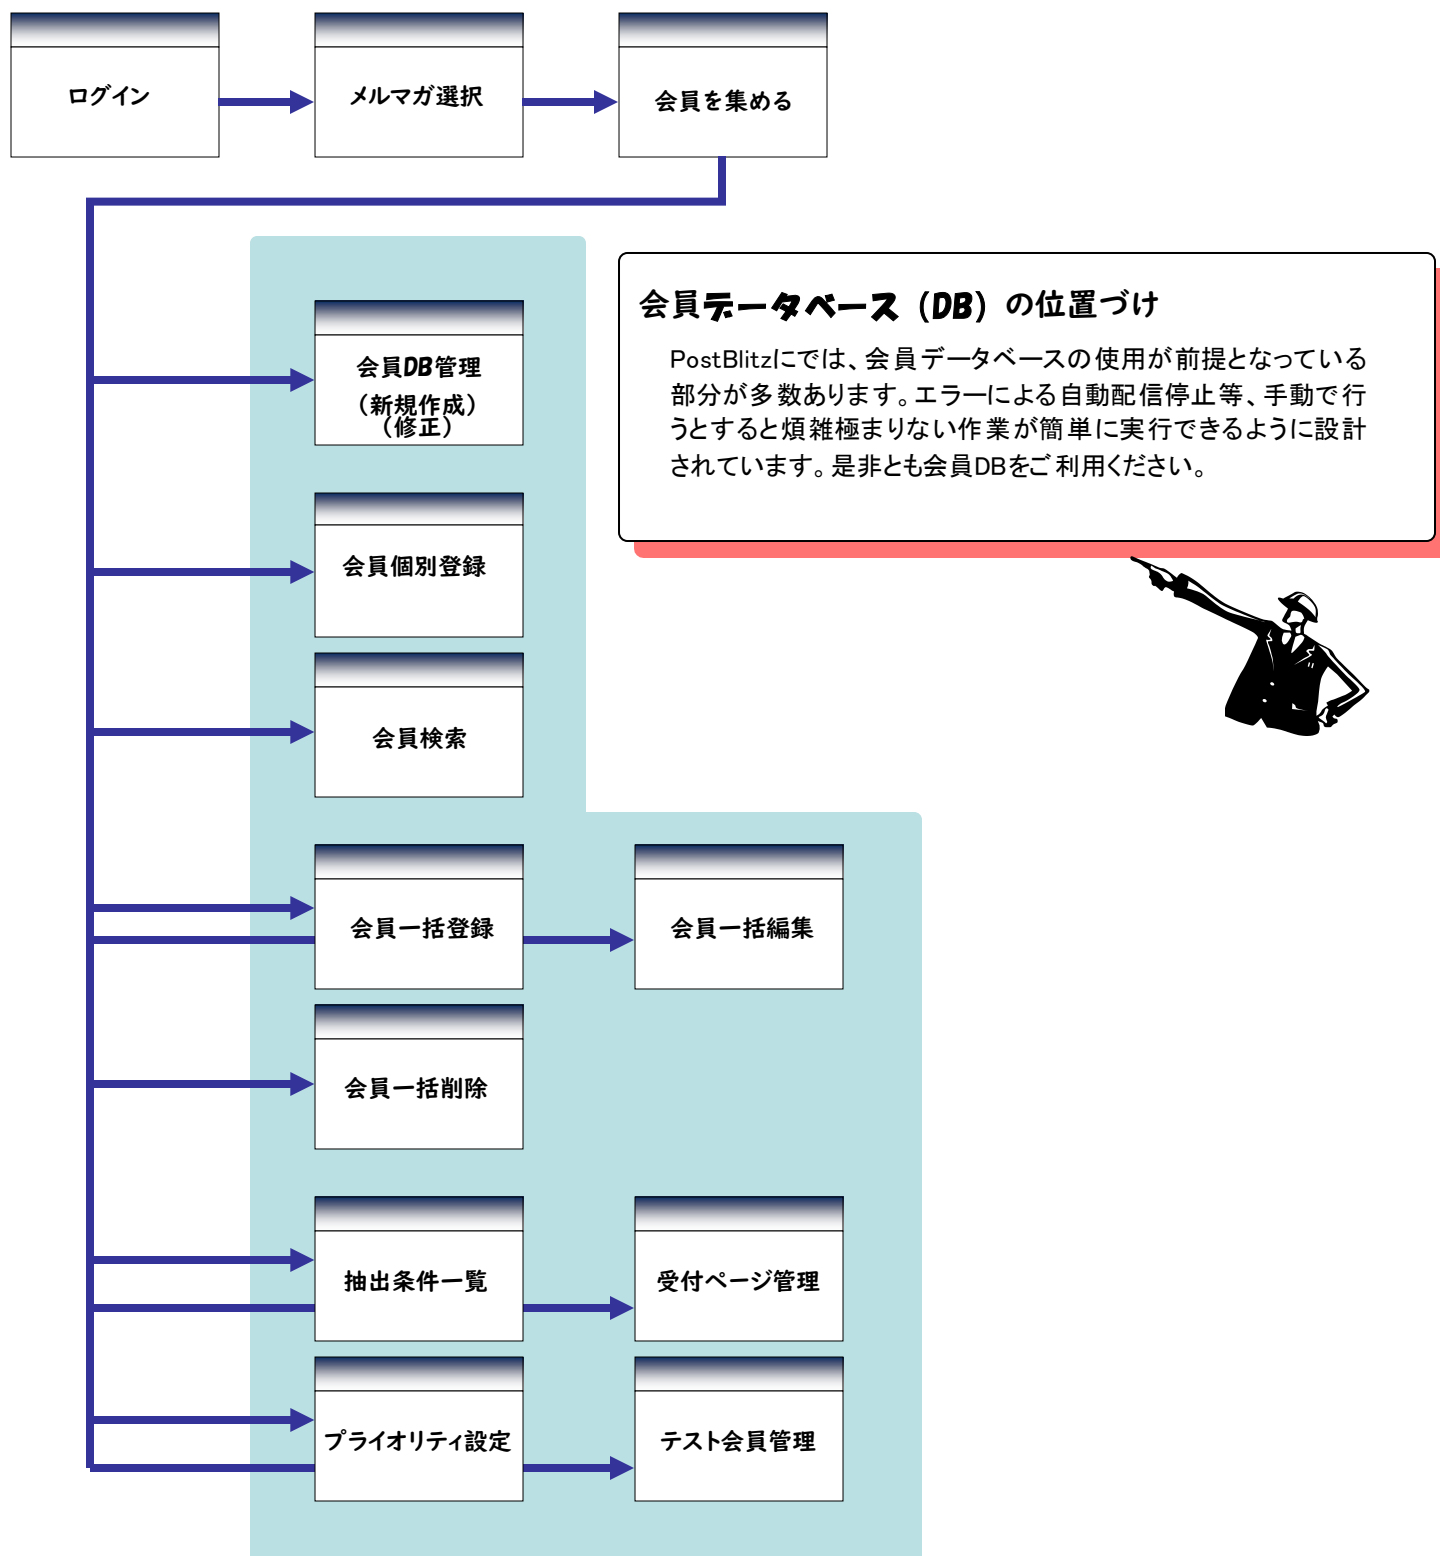 ログイン
メルマガ選択
会員を集める
会員データベース（DB）の位置づけ
PostBlitzにでは、会員データベースの使用が前提となっている
部分が多数あります。エラーによる自動配信停止等、手動で行
うとすると煩雑極まりない作業が簡単に実行できるように設計
されています。是非とも会員DBをご利用ください。
会員DB管理
（新規作成）
（修正）
会員個別登録
会員検索
会員一括登録
会員一括編集
会員一括削除
抽出条件一覧
受付ページ管理
プライオリティ設定
テスト会員管理